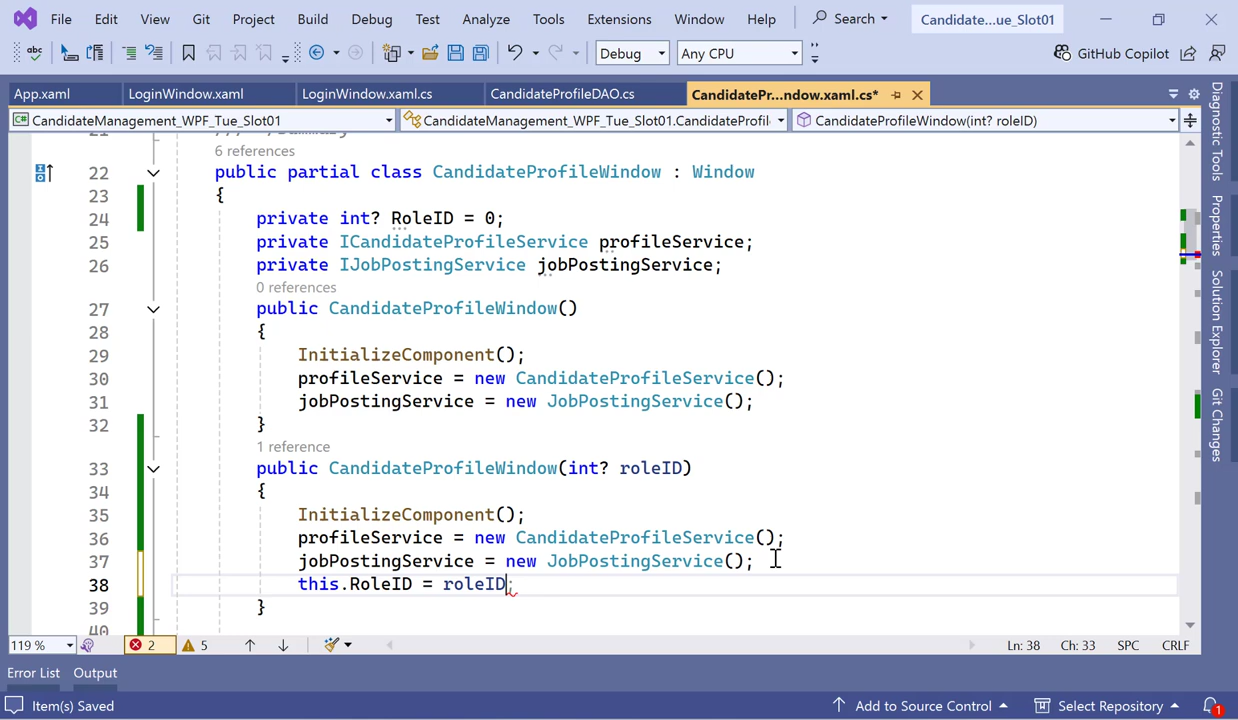 File Edit View Git Project Build Debug Test Analyze Tools Extensions Window Help Search Candidate...ue_Slot01
abc Debug Any CPU GitHub Copilot
App.xaml LoginWindow.xaml LoginWindow.xaml.cs CandidateProfileDAO.cs CandidatePr...ndow.xaml.cs*
CandidateManagement_WPF_Tue_Slot01 CandidateManagement_WPF_Tue_Slot01.CandidateProfil CandidateProfileWindow(int? roleID)
6 references
22 public partial class CandidateProfileWindow : Window
23 {
24 private int? RoleID = 0;
25 private ICandidateProfileService profileService;
26 private IJobPostingService jobPostingService;
0 references
27 public CandidateProfileWindow()
28 {
29 InitializeComponent();
30 profileService = new CandidateProfileService();
31 jobPostingService = new JobPostingService();
32 }
1 reference
33 public CandidateProfileWindow(int? roleID)
34 {
35 InitializeComponent();
36 profileService = new CandidateProfileService();
37 jobPostingService = new JobPostingService();
38 this.RoleID = roleID;
39 }
40
119 % 2 5 Ln: 38 Ch: 33 SPC CRLF
Error List Output
Item(s) Saved Add to Source Control Select Repository 1
Diagnostic Tools
Properties
Solution Explorer
Git Changes